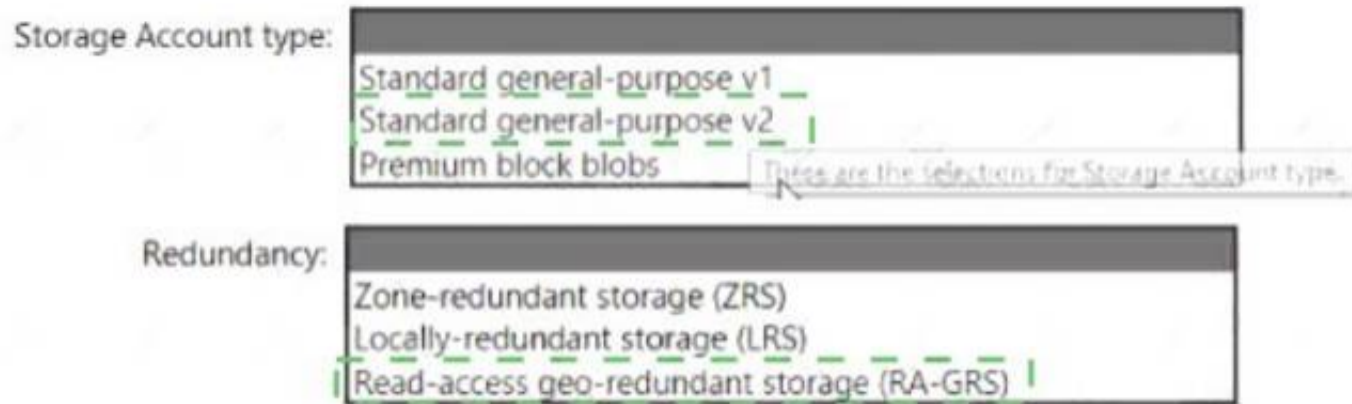 Storage Account type:
Standard general-purpose v1
Standard general-purpose v2
Premium block blobs
These are the selections for Storage Account type.
Redundancy:
Zone-redundant storage (ZRS)
Locally-redundant storage (LRS)
Read-access geo-redundant storage (RA-GRS)